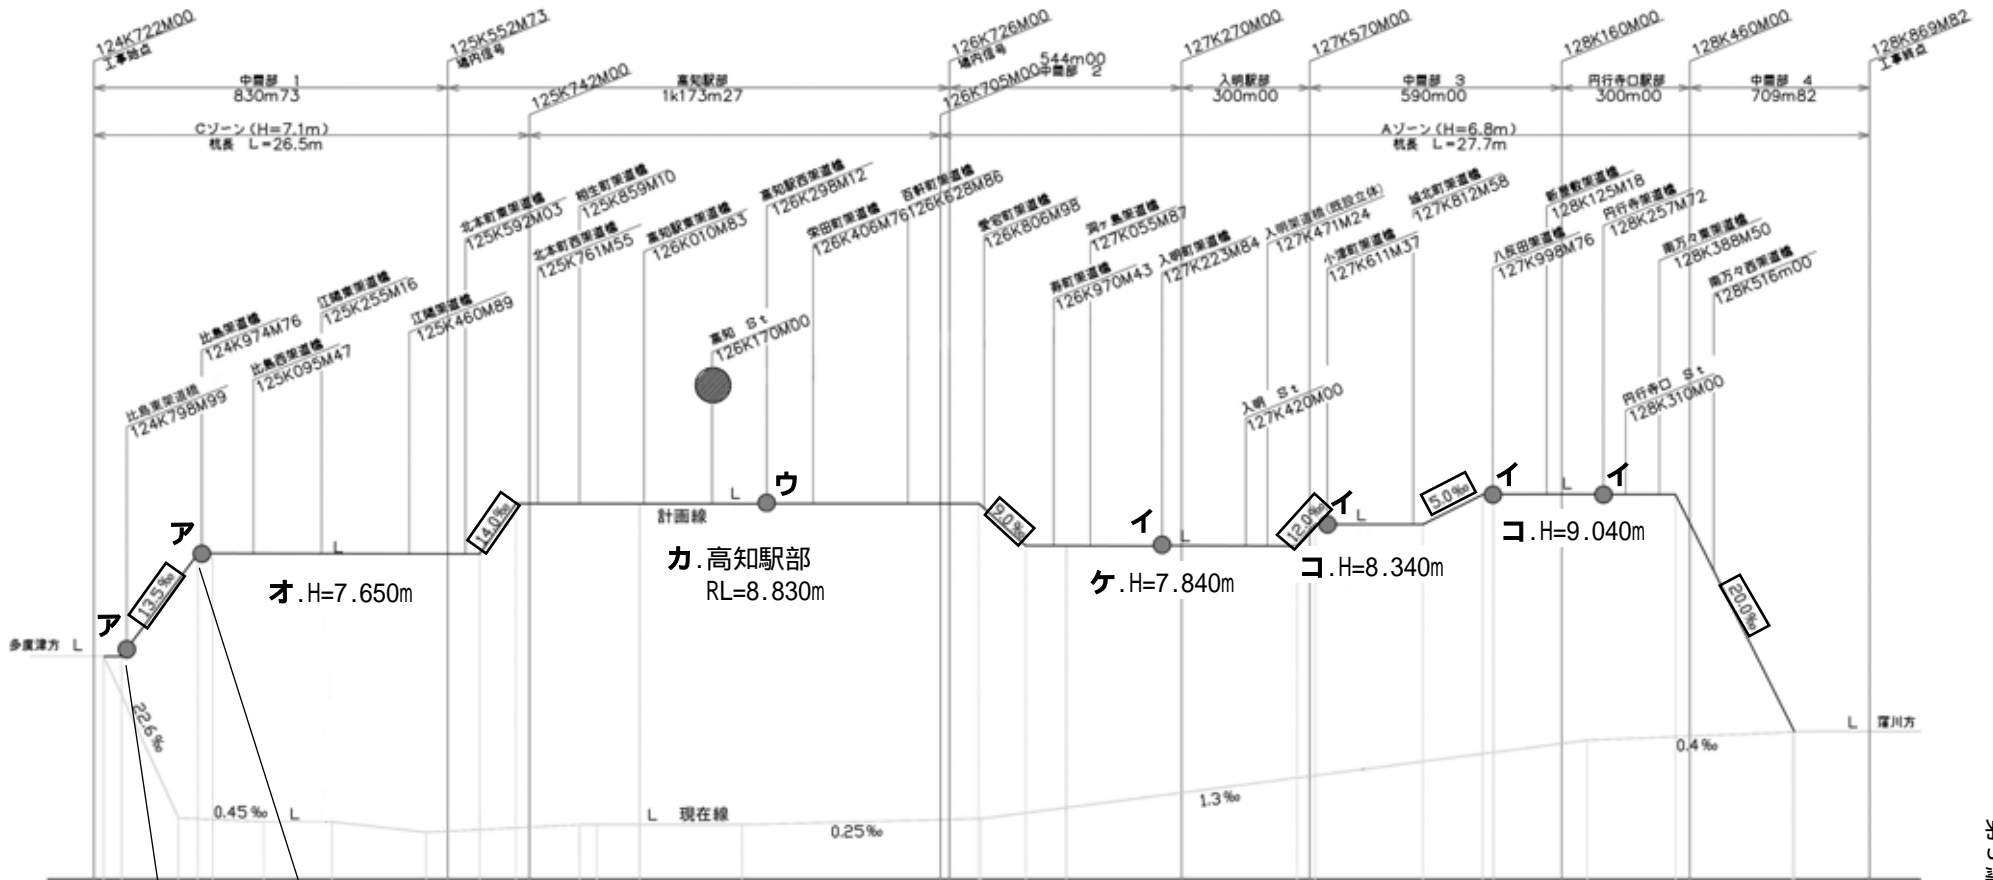 124K722M00
工事始点
125K552M73
場内信号
125K742M00
126K726M00
場内信号
126K705M00
544m00
中間部 2
127K270M00
127K570M00
128K160M00
128K460M00
128K869M82
工事終点
中間部 1
830m73
高知駅部
1k173m27
入明駅部
300m00
中間部 3
590m00
円行寺口駅部
300m00
中間部 4
709m82
Cゾーン (H=7.1m)
杭長 L=26.5m
Aゾーン (H=6.8m)
杭長 L=27.7m
比島東架道橋
124K798M99
比島架道橋
124K974M76
比島西架道橋
125K095M47
江陽東架道橋
125K255M16
江陽架道橋
125K460M89
北本町東架道橋
125K592M03
北本町西架道橋
125K761M55
相生町架道橋
125K859M10
高知駅東架道橋
126K010M83
高知 St
126K170M00
高知駅西架道橋
126K298M12
栄田町架道橋
126K406M76
百軒町架道橋
126K628M86
愛宕町架道橋
126K806M98
寿町架道橋
126K970M43
洞ヶ島架道橋
127K055M87
入明町架道橋
127K223M84
入明 St
127K420M00
入明架道橋 (既設立体)
127K471M24
小津町架道橋
127K611M37
城北町架道橋
127K812M58
八反田架道橋
127K998M76
新屋敷架道橋
128K125M18
円行寺架道橋
128K257M72
円行寺口 St
128K310M00
南万々東架道橋
128K388M50
南万々西架道橋
128K516m00
ア
ア
13.5‰
L
オ.H=7.650m
14.0‰
L
計画線
ウ
カ.高知駅部
RL=8.830m
9.0‰
イ
L
ケ.H=7.840m
12.0‰
イ
L
コ.H=8.340m
5.0‰
イ
L
イ
コ.H=9.040m
20.0‰
多度津方 L
L 窪川方
22.6‰
0.45‰
L
L 現在線
0.25‰
1.3‰
0.4‰